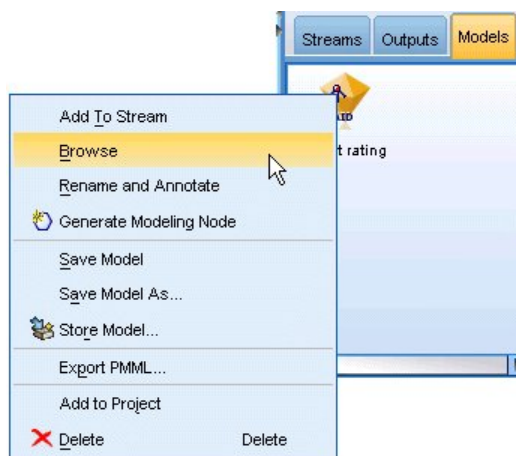 Streams Outputs Models
AID
t rating
Add To Stream
Browse
Rename and Annotate
Generate Modeling Node
Save Model
Save Model As...
Store Model...
Export PMML...
Add to Project
Delete Delete